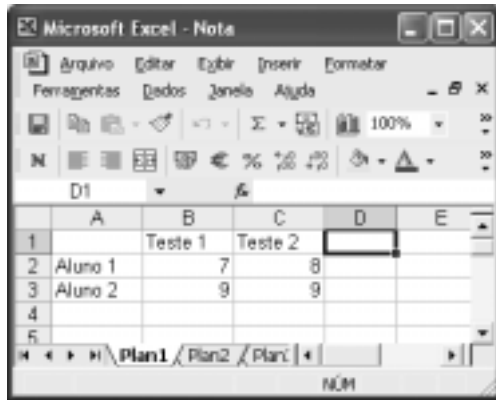 Microsoft Excel - Nota
Arquivo Editar Exibir Inserir Formatar
Ferramentas Dados Janela Ajuda
Σ 100% »
N € % »
D1 fx
A B C D E
1 Teste 1 Teste 2
2 Aluno 1 7 8
3 Aluno 2 9 9
4
5
Plan1 Plan2
NÚM